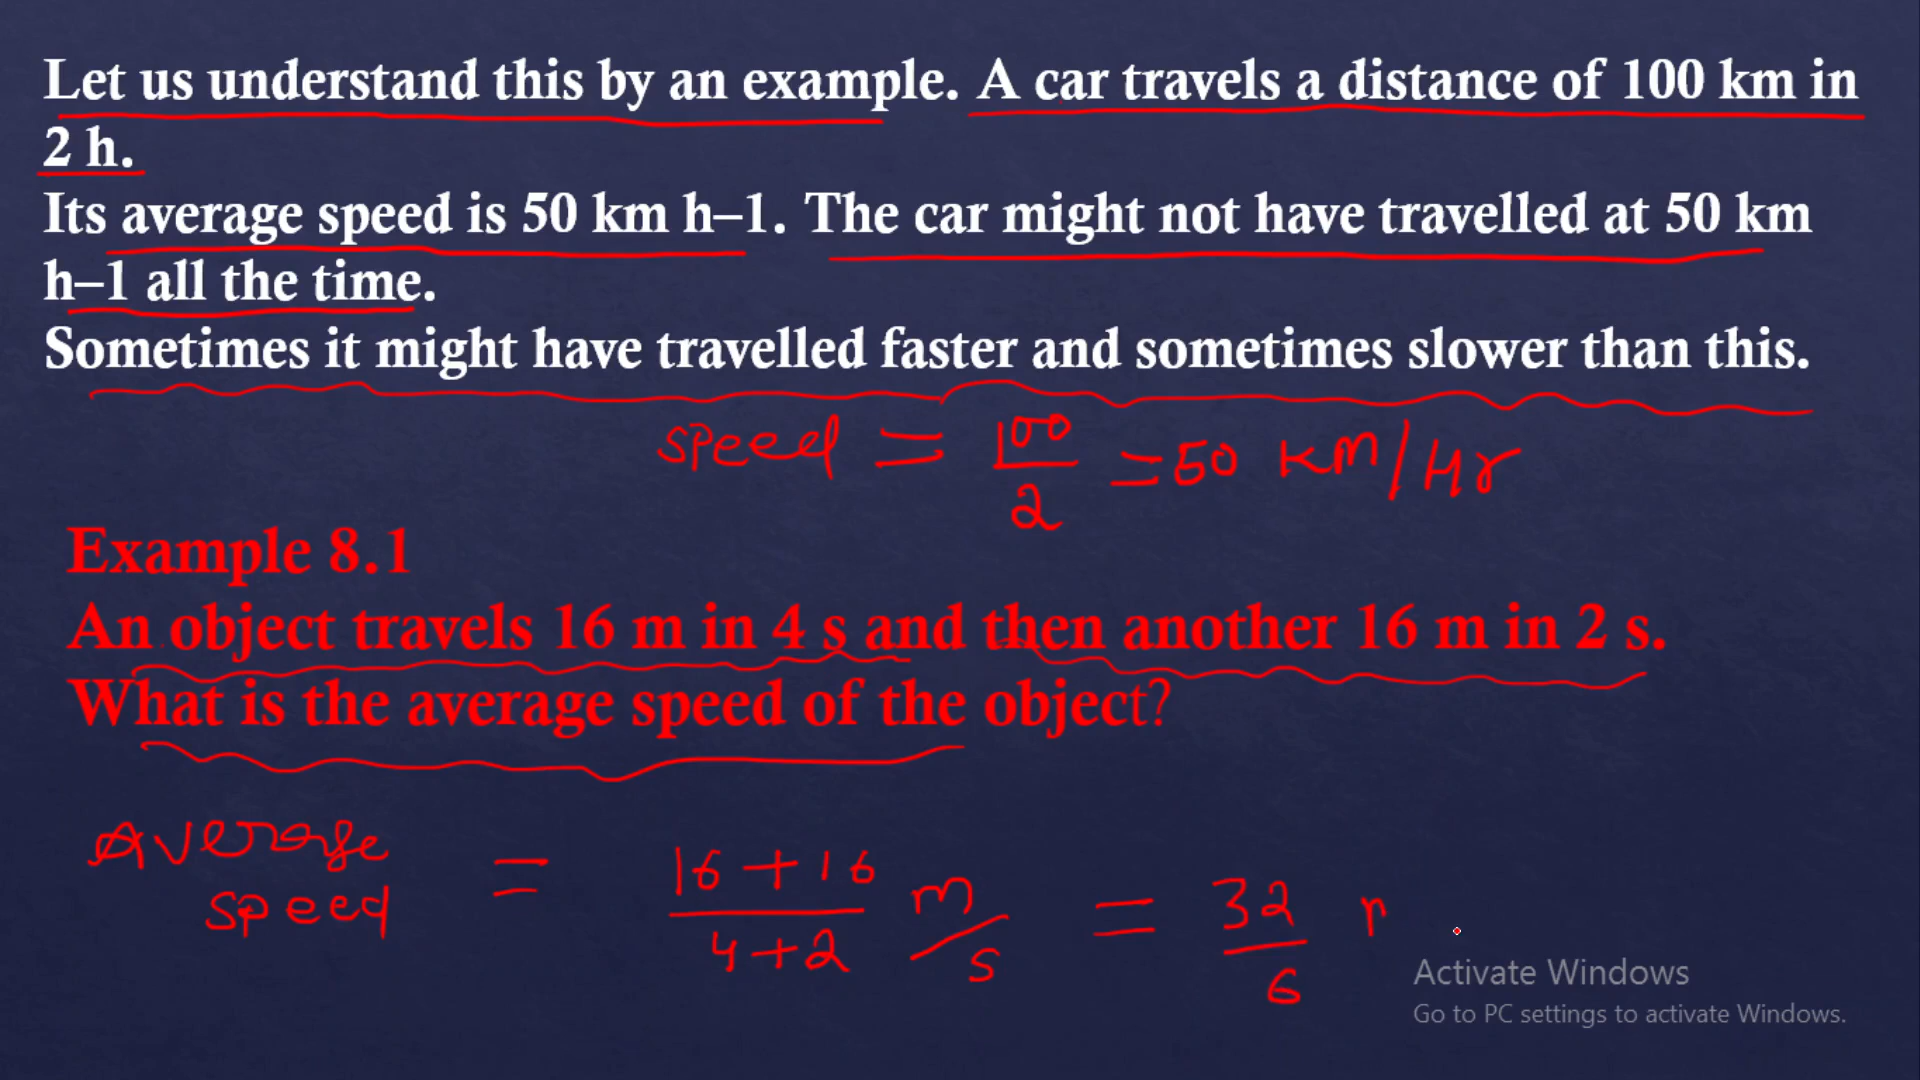 Let us understand this by an example. A car travels a distance of 100 km in
2 h.
Its average speed is 50 km h–1. The car might not have travelled at 50 km
h–1 all the time.
Sometimes it might have travelled faster and sometimes slower than this.
speed = 100/2 = 50 km/Hr
Example 8.1
An object travels 16 m in 4 s and then another 16 m in 2 s.
What is the average speed of the object?
Average speed = 16+16/4+2 m/s = 32/6
Activate Windows
Go to PC settings to activate Windows.